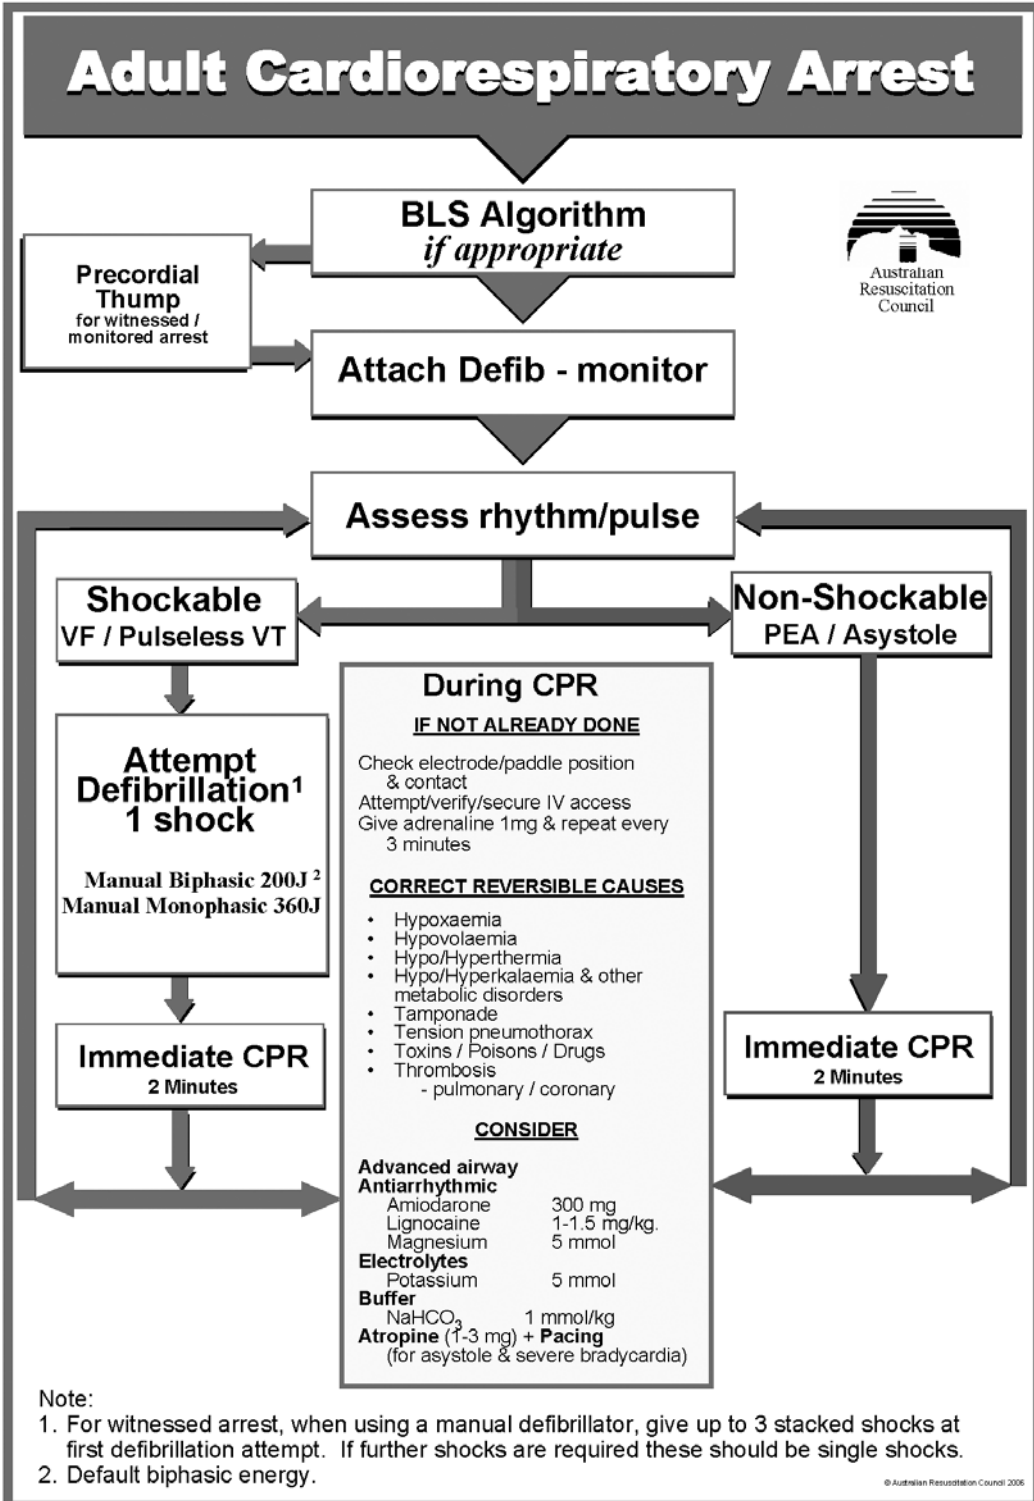 Adult Cardiorespiratory Arrest
BLS Algorithm
if appropriate
Precordial
Thump
for witnessed /
monitored arrest
Australian
Resuscitation
Council
Attach Defib - monitor
Assess rhythm/pulse
Shockable
VF / Pulseless VT
Non-Shockable
PEA / Asystole
Attempt
Defibrillation¹
1 shock
Manual Biphasic 200J ²
Manual Monophasic 360J
Immediate CPR
2 Minutes
During CPR
IF NOT ALREADY DONE
Check electrode/paddle position
& contact
Attempt/verify/secure IV access
Give adrenaline 1mg & repeat every
3 minutes
CORRECT REVERSIBLE CAUSES
• Hypoxaemia
• Hypovolaemia
• Hypo/Hyperthermia
• Hypo/Hyperkalaemia & other
metabolic disorders
• Tamponade
• Tension pneumothorax
• Toxins / Poisons / Drugs
• Thrombosis
- pulmonary / coronary
CONSIDER
Advanced airway
Antiarrhythmic
Amiodarone 300 mg
Lignocaine 1-1.5 mg/kg.
Magnesium 5 mmol
Electrolytes
Potassium 5 mmol
Buffer
NaHCO₃ 1 mmol/kg
Atropine (1-3 mg) + Pacing
(for asystole & severe bradycardia)
Immediate CPR
2 Minutes
Note:
1. For witnessed arrest, when using a manual defibrillator, give up to 3 stacked shocks at
first defibrillation attempt. If further shocks are required these should be single shocks.
2. Default biphasic energy.
© Australian Resuscitation Council 2006